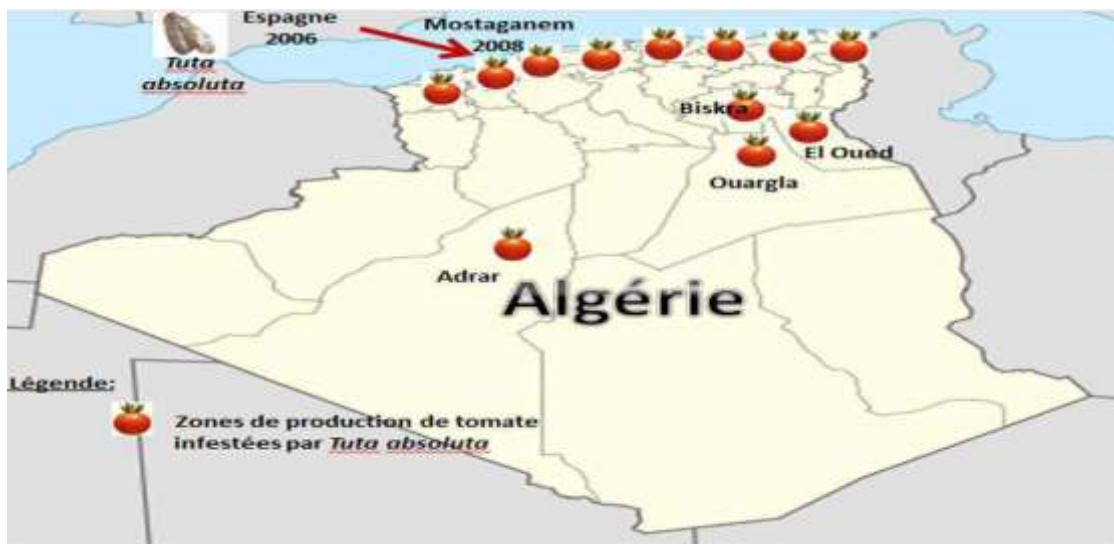 Espagne
2006
Mostaganem
2008
Tuta
absoluta
Biskra
El Oued
Ouargla
Adrar
Algérie
Légende:
Zones de production de tomate
infestées par Tuta absoluta